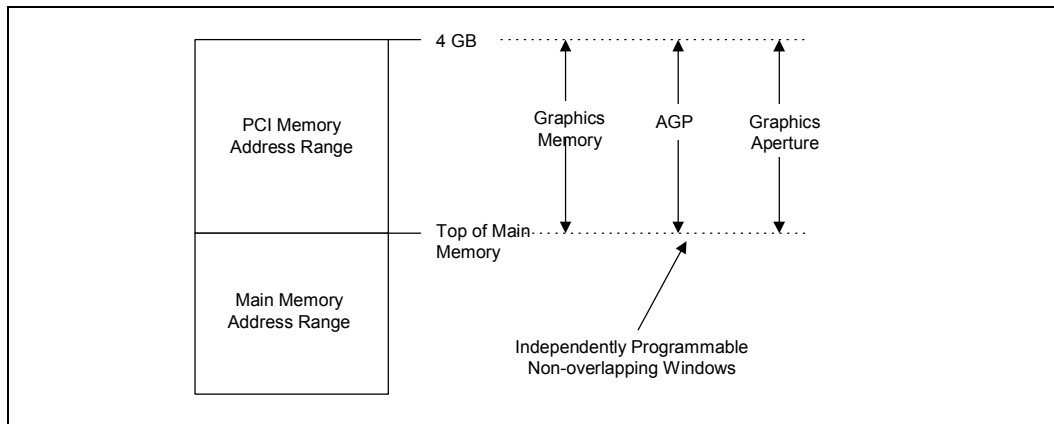 4 GB
PCI Memory
Address Range
Graphics
Memory
AGP
Graphics
Aperture
Top of Main
Memory
Main Memory
Address Range
Independently Programmable
Non-overlapping Windows